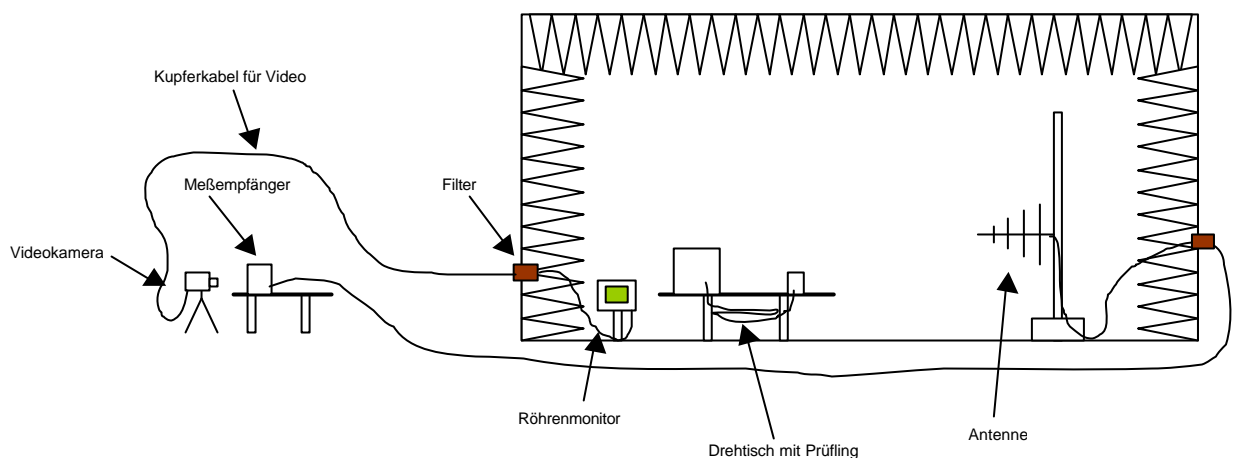 Kupferkabel für Video
Meßempfänger
Filter
Videokamera
Röhrenmonitor
Drehtisch mit Prüfling
Antenne